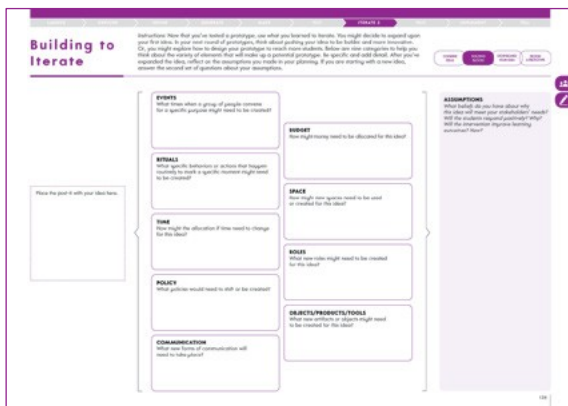 ITERATE 2
Building to
Iterate
Instructions: Now that you've tested a prototype, use what you learned to iterate. You might decide to expand upon
your first idea. In your next round of prototypes, think about pushing your idea to be bolder and more innovative.
Or, you might explore how to design your prototype to reach more students. Below are nine categories to help you
think about the variety of elements that will make up a potential prototype. Be specific and add detail. After you've
expanded the idea, reflect on the assumptions you made in your planning. If you are starting with a new idea,
answer the second set of questions about your assumptions.
EVENTS
What times when a group of people convene
for a specific purpose might need to be created?
RITUALS
What specific behaviors or actions that happen
routinely to mark a specific moment might need
to be created?
TIME
How might the allocation if time need to change
for this idea?
POLICY
What policies would need to shift or be created?
COMMUNICATION
What new forms of communication will
need to take place?
BUDGET
How might money need to be allocated for this idea?
SPACE
How might new spaces need to be used
or created for this idea?
ROLES
What new roles might need to be created
for this idea?
OBJECTS/PRODUCTS/TOOLS
What new artifacts or objects might need
to be created for this idea?
Place the post-it with your idea here.
ASSUMPTIONS
What beliefs do you have about why
this idea will meet your stakeholders' needs?
Will the students respond positively? Why?
Will the intervention improve learning
outcomes? How?